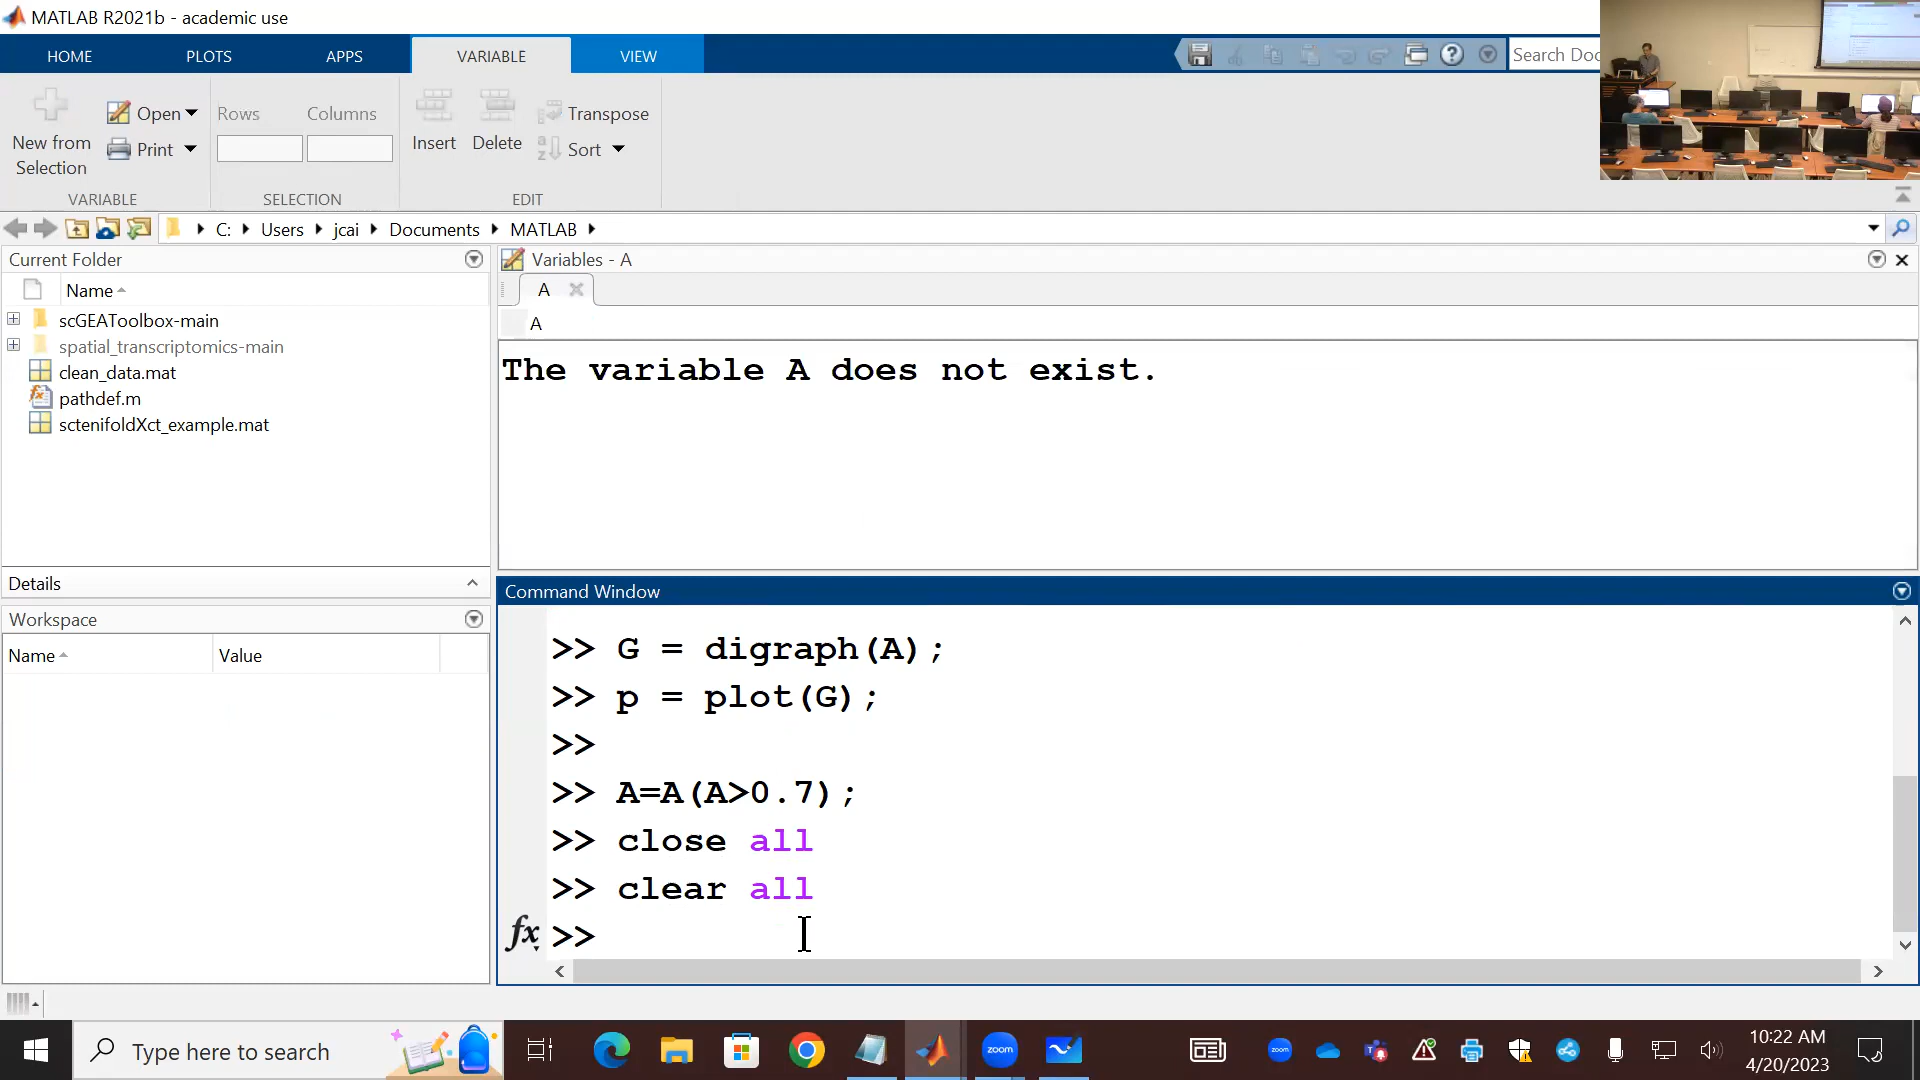 MATLAB R2021b - academic use
HOME
PLOTS
APPS
VARIABLE
VIEW
Search Doc
New from
Selection
Open
Print
VARIABLE
Rows
Columns
SELECTION
Insert
Delete
Transpose
Sort
EDIT
C: Users jcai Documents MATLAB
Current Folder
Name
scGEAToolbox-main
spatial_transcriptomics-main
clean_data.mat
pathdef.m
sctenifoldXct_example.mat
Details
Workspace
Name
Value
Variables - A
A
A
The variable A does not exist.
Command Window
>> G = digraph(A);
>> p = plot(G);
>>
>> A=A(A>0.7);
>> close all
>> clear all
fx >>
Type here to search
zoom
zoom
10:22 AM
4/20/2023